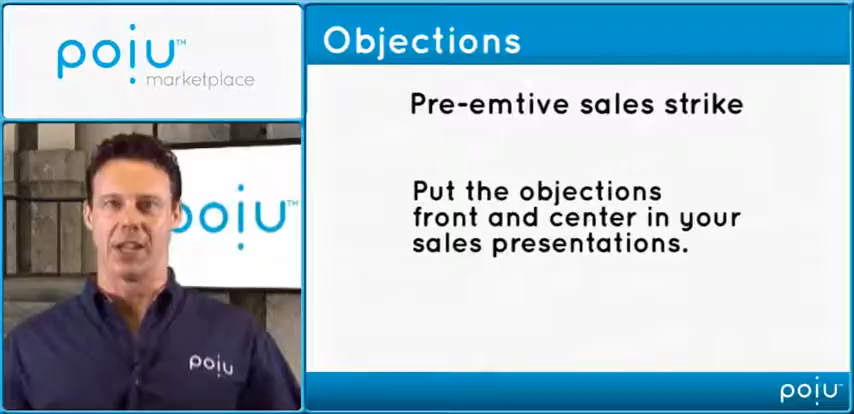 poiu™
marketplace
Objections
Pre-emtive sales strike
Put the objections
front and center in your
sales presentations.
poiu™
poiu
poiu™